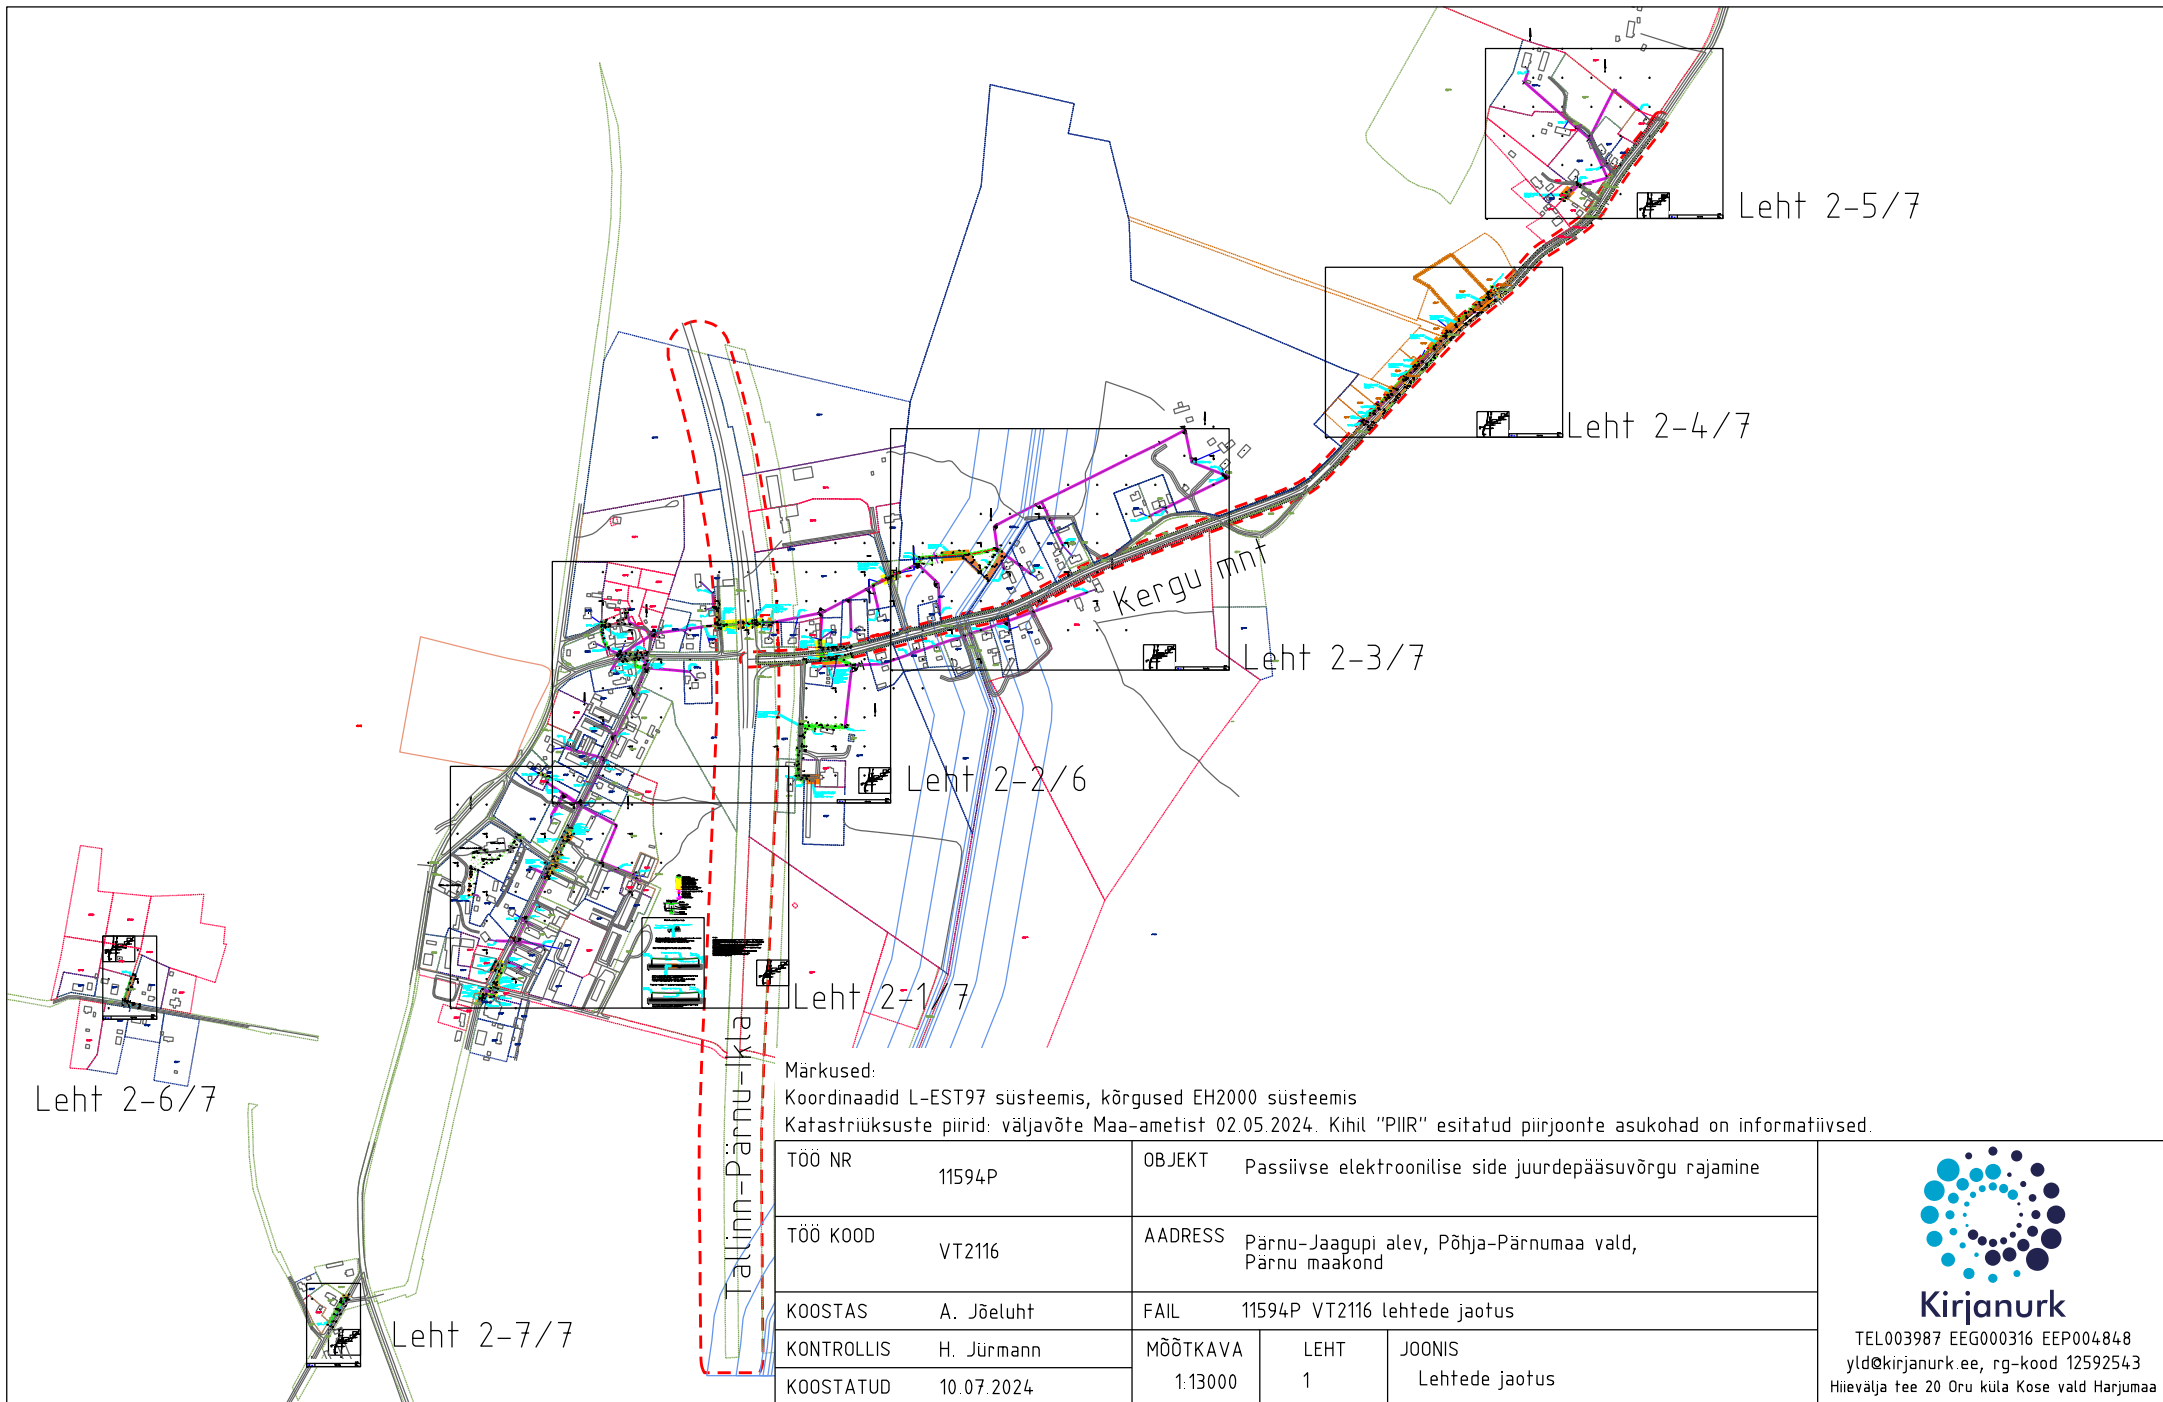 Leht 2-5/7
Leht 2-4/7
Kergu mnt
Leht 2-3/7
Leht 2-2/6
Leht 2-1 7
Leht 2-6/7
Leht 2-7/7
Tallinn-Pärnu-Ikla
Märkused:
Koordinaadid L-EST97 süsteemis, kõrgused EH2000 süsteemis
Katastriüksuste piirid: väljavõte Maa-ametist 02.05.2024. Kihil "PIIR" esitatud piirjoonte asukohad on informatiivsed.
TÖÖ NR 11594P
OBJEKT Passiivse elektroonilise side juurdepääsuvõrgu rajamine
TÖÖ KOOD VT2116
AADRESS Pärnu-Jaagupi alev, Põhja-Pärnumaa vald,
Pärnu maakond
KOOSTAS A. Jõeluht
FAIL 11594P VT2116 lehtede jaotus
KONTROLLIS H. Jürmann
KOOSTATUD 10.07.2024
MÕÕTKAVA 1:13000
LEHT 1
JOONIS Lehtede jaotus
Kirjanurk
TEL003987 EEG000316 EEP004848
yld@kirjanurk.ee, rg-kood 12592543
Hiievälja tee 20 Oru küla Kose vald Harjumaa